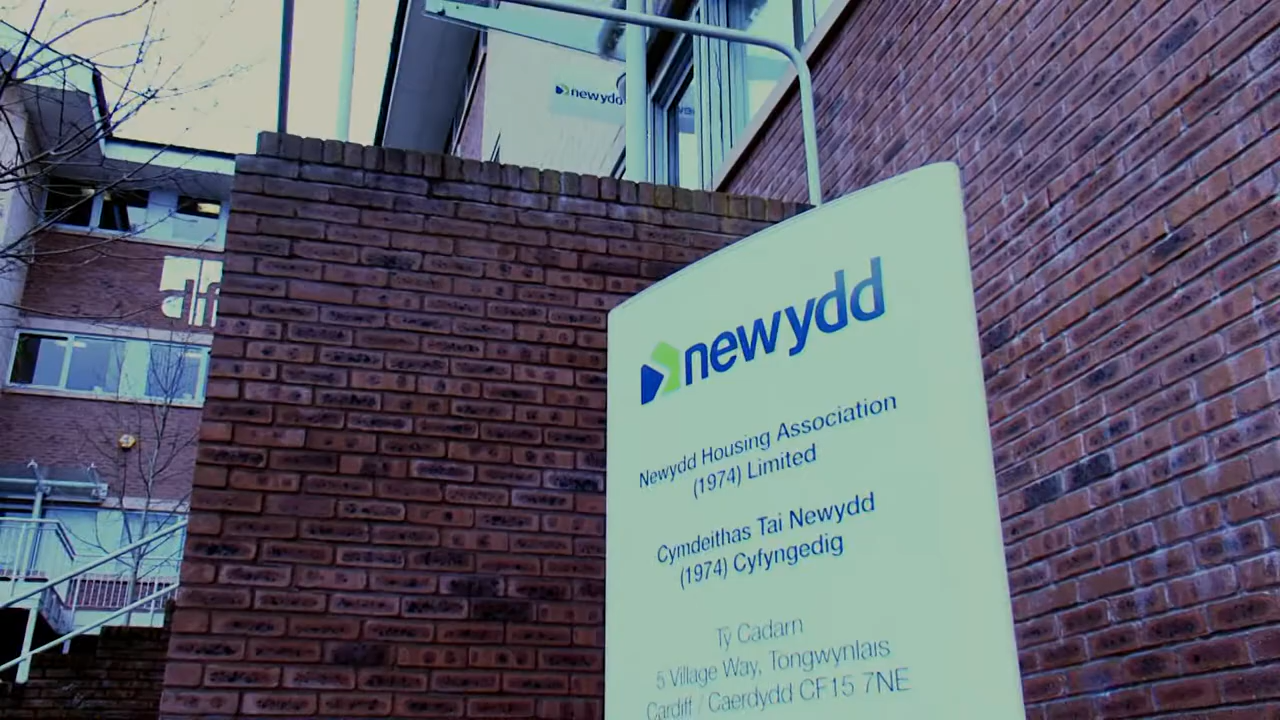 newydd
newydd
Newydd Housing Association
(1974) Limited
Cymdeithas Tai Newydd
(1974) Cyfyngedig
Tŷ Cadarn
5 Village Way, Tongwynlais
Cardiff / Caerdydd CF15 7NE